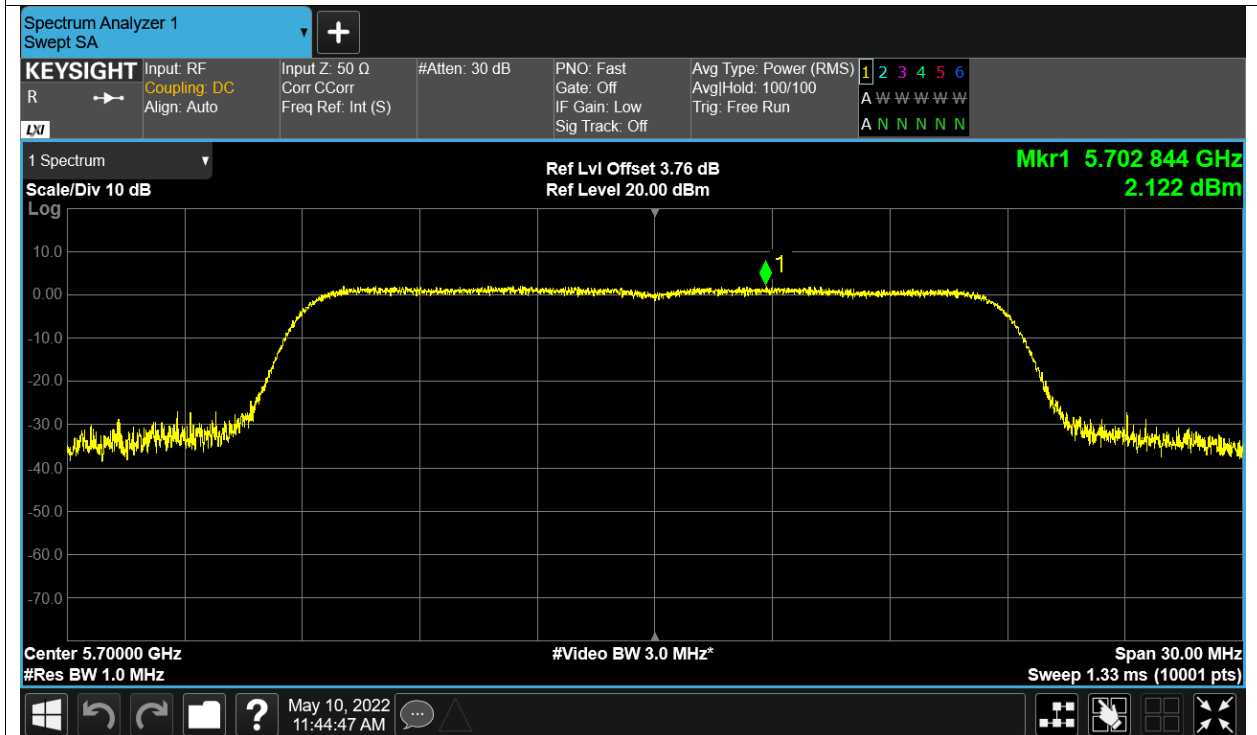 Spectrum Analyzer 1
Swept SA
+
KEYSIGHT
R
LXI
Input: RF
Coupling: DC
Align: Auto
Input Z: 50 Ω
Corr CCorr
Freq Ref: Int (S)
#Atten: 30 dB
PNO: Fast
Gate: Off
IF Gain: Low
Sig Track: Off
Avg Type: Power (RMS)
Avg|Hold: 100/100
Trig: Free Run
1 2 3 4 5 6
A W W W W W
A N N N N N
1 Spectrum
Scale/Div 10 dB
Log
Ref Lvl Offset 3.76 dB
Ref Level 20.00 dBm
Mkr1 5.702 844 GHz
2.122 dBm
10.0
0.00
-10.0
-20.0
-30.0
-40.0
-50.0
-60.0
-70.0
1
Center 5.70000 GHz
#Res BW 1.0 MHz
#Video BW 3.0 MHz*
Span 30.00 MHz
Sweep 1.33 ms (10001 pts)
?
May 10, 2022
11:44:47 AM